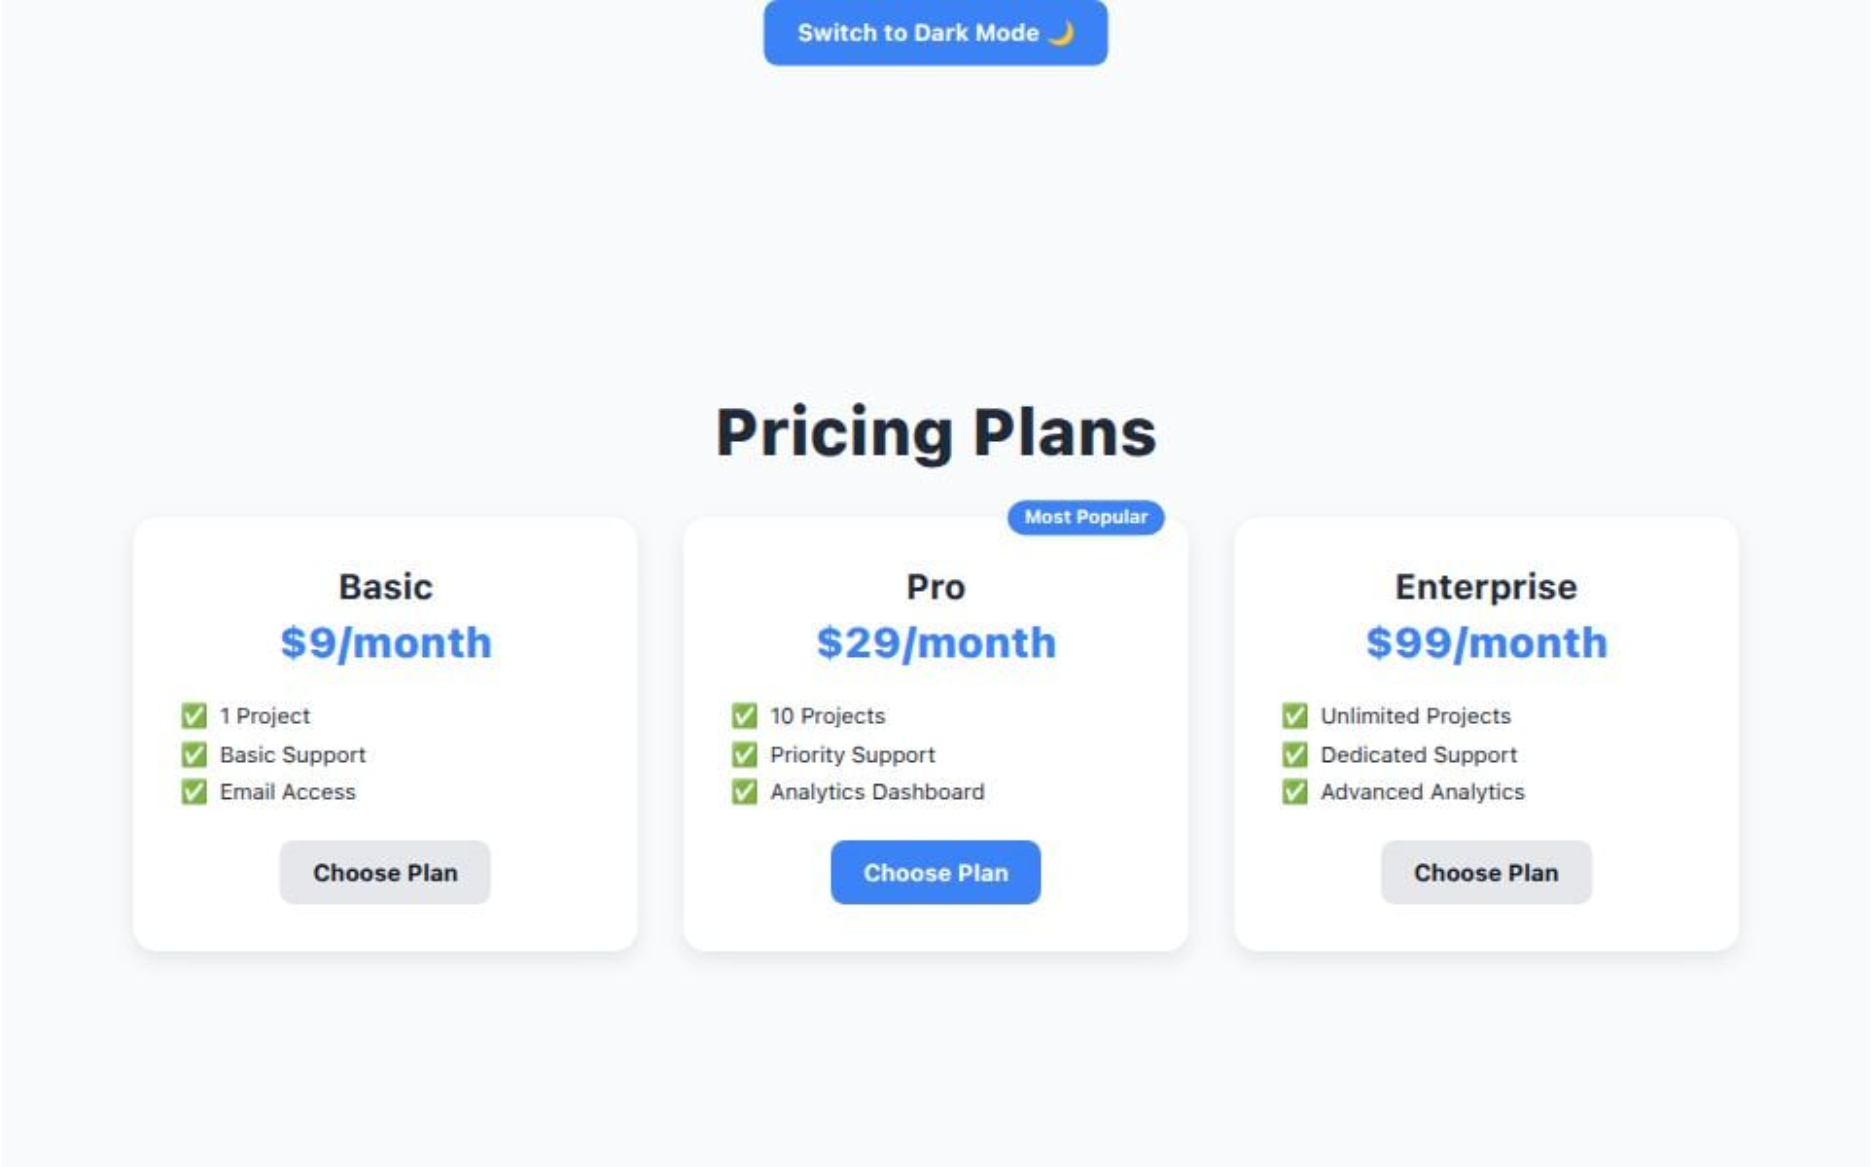 Switch to Dark Mode 🌙
Pricing Plans
Most Popular
Basic
$9/month
✅ 1 Project
✅ Basic Support
✅ Email Access
Choose Plan
Pro
$29/month
✅ 10 Projects
✅ Priority Support
✅ Analytics Dashboard
Choose Plan
Enterprise
$99/month
✅ Unlimited Projects
✅ Dedicated Support
✅ Advanced Analytics
Choose Plan